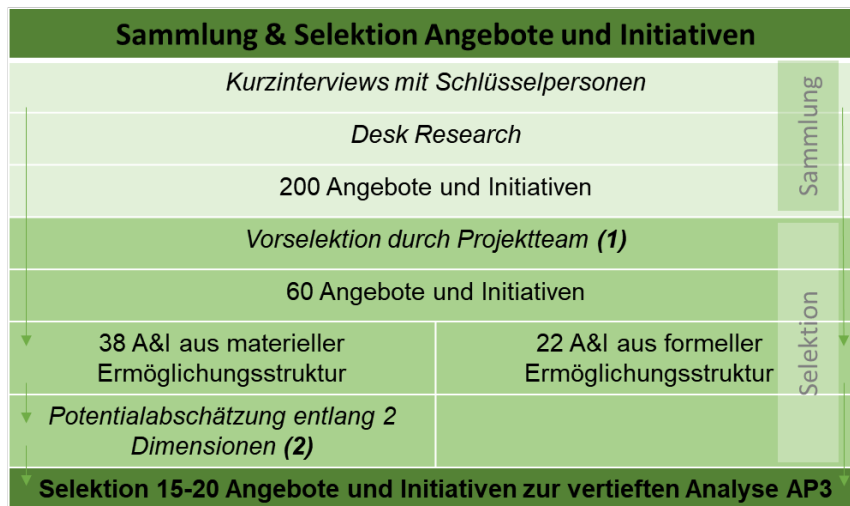 Sammlung & Selektion Angebote und Initiativen
Kurzinterviews mit Schlüsselpersonen
Desk Research
200 Angebote und Initiativen
Sammlung
Vorselektion durch Projektteam (1)
60 Angebote und Initiativen
38 A&I aus materieller
Ermöglichungsstruktur
22 A&I aus formeller
Ermöglichungsstruktur
Selektion
Potentialabschätzung entlang 2
Dimensionen (2)
Selektion 15-20 Angebote und Initiativen zur vertieften Analyse AP3